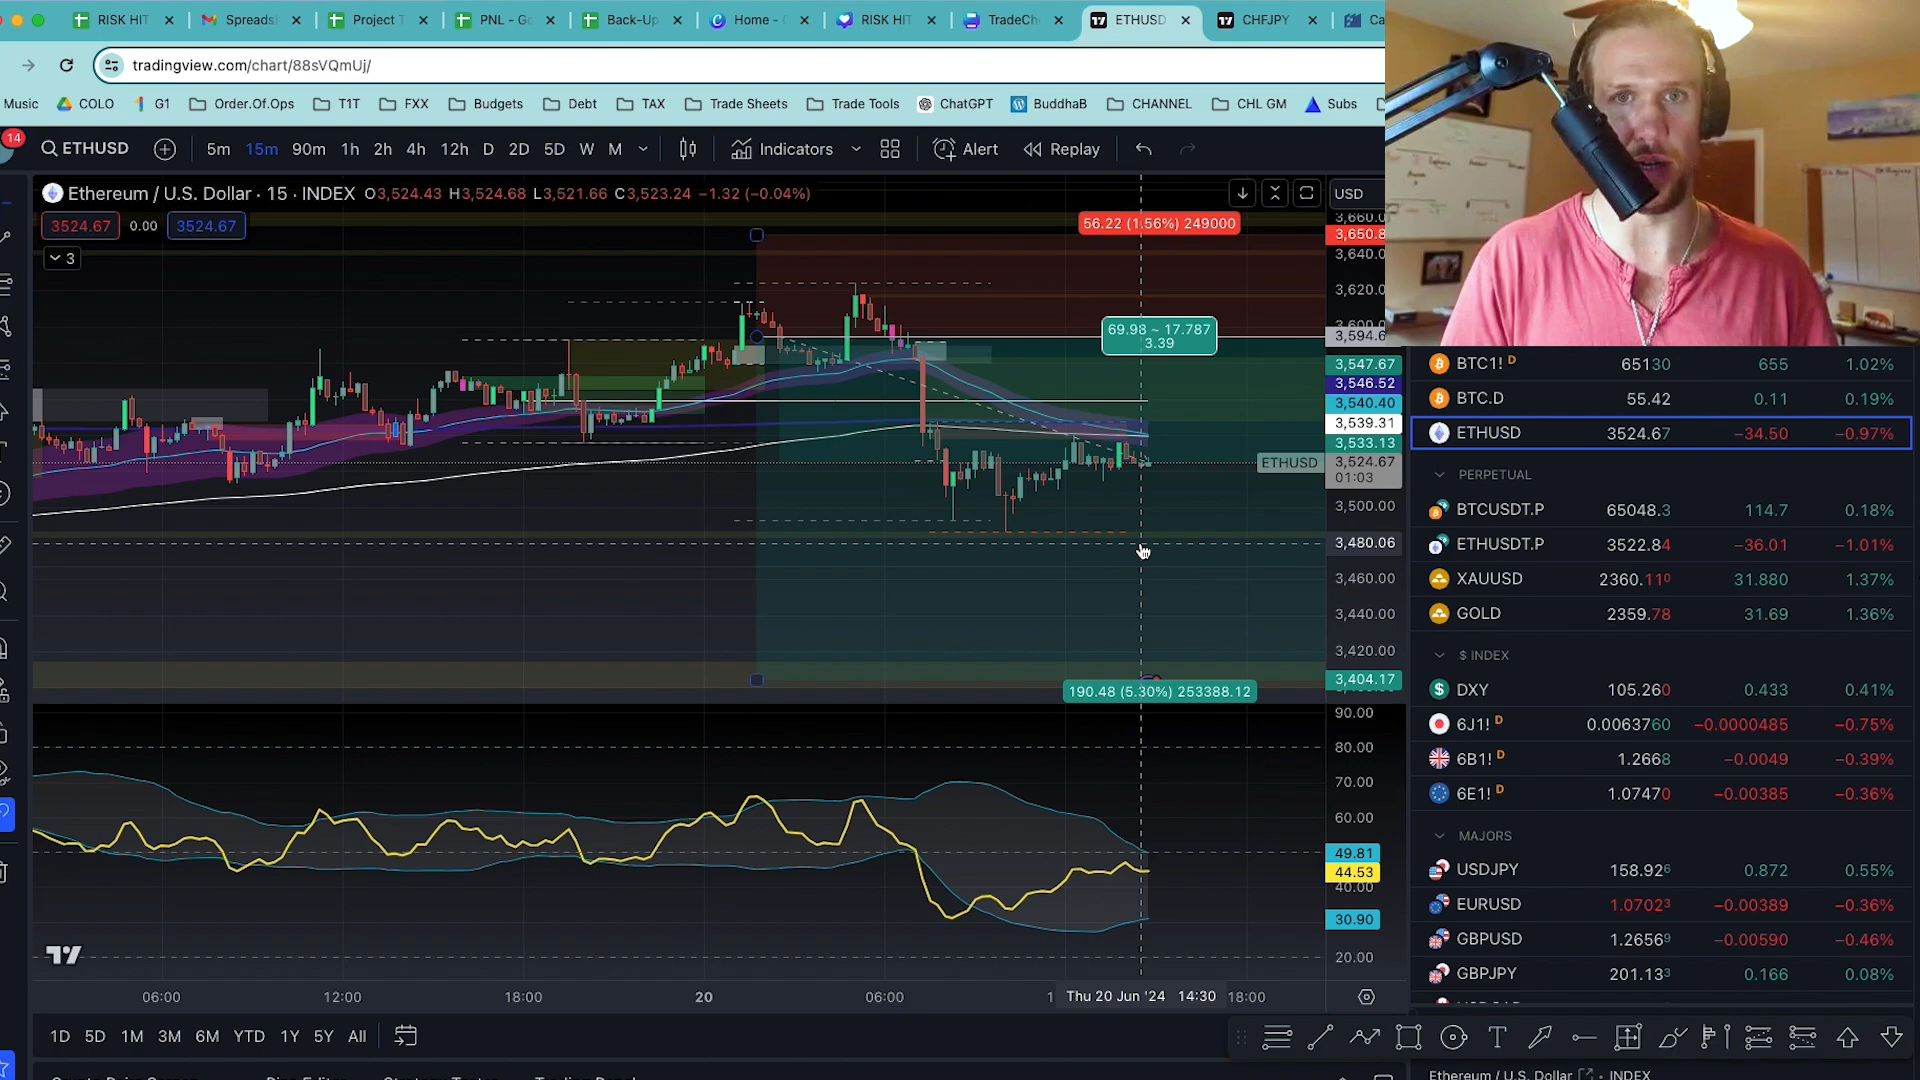 RISK HIT
Spreads
Project T
PNL - Go
Back-Up
Home -
RISK HIT
TradeCh
ETHUSD
CHFJPY
Ca
tradingview.com/chart/88sVQmUj/
Music
COLO
G1
Order.Of.Ops
T1T
FXX
Budgets
Debt
TAX
Trade Sheets
Trade Tools
ChatGPT
BuddhaB
CHANNEL
CHL GM
Subs
14
ETHUSD
5m 15m 90m 1h 2h 4h 12h D 2D 5D W M
Indicators
Alert
Replay
Ethereum / U.S. Dollar · 15 · INDEX O3,524.43 H3,524.68 L3,521.66 C3,523.24 −1.32 (−0.04%)
USD
3524.67 0.00 3524.67
3
56.22 (1.56%) 249000
69.98 ~ 17.787
3.39
190.48 (5.30%) 253388.12
3,650.8
3,640.0
3,620.0
3,594.6
3,547.67
3,546.52
3,540.40
3,539.31
3,533.13
ETHUSD 3,524.67
01:03
3,500.00
3,480.06
3,460.00
3,440.00
3,420.00
3,404.17
90.00
80.00
70.00
60.00
49.81
44.53
40.00
30.90
20.00
06:00 12:00 18:00 20 06:00 1 Thu 20 Jun '24 14:30 18:00
1D 5D 1M 3M 6M YTD 1Y 5Y All
BTC1! D 65130 655 1.02%
BTC.D 55.42 0.11 0.19%
ETHUSD 3524.67 −34.50 −0.97%
PERPETUAL
BTCUSDT.P 65048.3 114.7 0.18%
ETHUSDT.P 3522.84 −36.01 −1.01%
XAUUSD 2360.110 31.880 1.37%
GOLD 2359.78 31.69 1.36%
$ INDEX
DXY 105.260 0.433 0.41%
6J1! D 0.0063760 −0.0000485 −0.75%
6B1! D 1.2668 −0.0049 −0.39%
6E1! D 1.07470 −0.00385 −0.36%
MAJORS
USDJPY 158.926 0.872 0.55%
EURUSD 1.07023 −0.00389 −0.36%
GBPUSD 1.26569 −0.00590 −0.46%
GBPJPY 201.133 0.166 0.08%
Ethereum / U.S. Dollar · INDEX